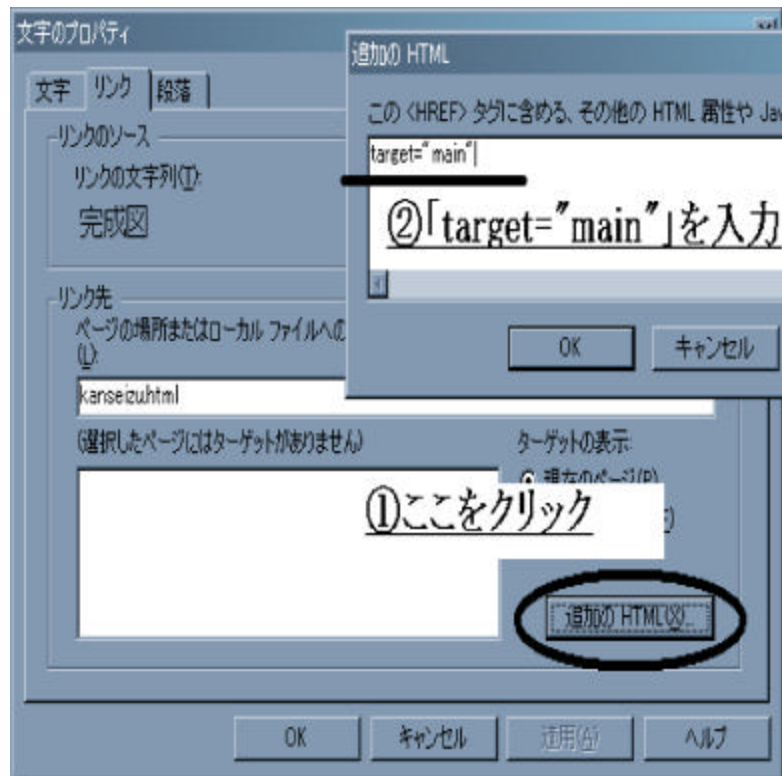 文字のプロパティ
追加の HTML
文字
リンク
段落
この <HREF> タグに含める、その他の HTML 属性や Jav
target="main"
②「target="main"」を入力
リンクのソース
リンクの文字列(T):
完成図
OK
キャンセル
リンク先
ページの場所またはローカル ファイルへの
(L):
kanseizu.html
(選択したページにはターゲットがありません)
ターゲットの表示:
現在のページ(P)
①ここをクリック
追加の HTML(X)...
OK
キャンセル
適用(A)
ヘルプ